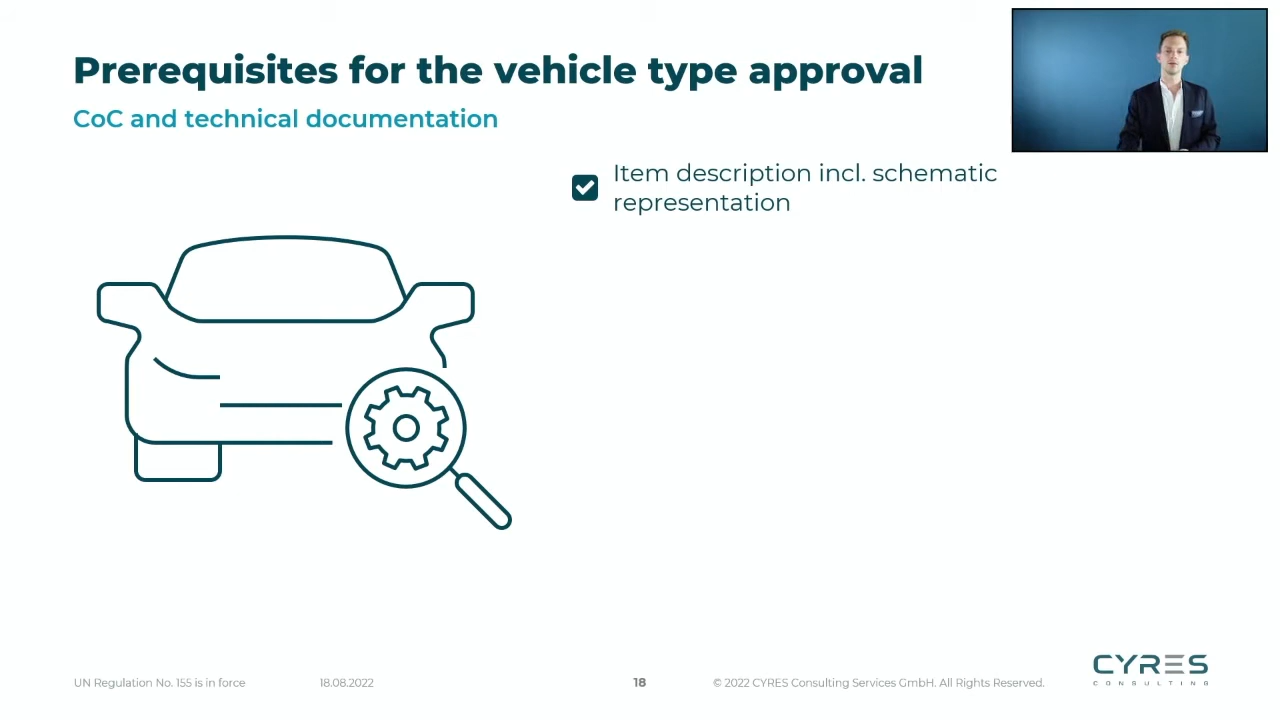 Prerequisites for the vehicle type approval
CoC and technical documentation
Item description incl. schematic
representation
UN Regulation No. 155 is in force
18.08.2022
18
© 2022 CYRES Consulting Services GmbH. All Rights Reserved.
CYRES
CONSULTING